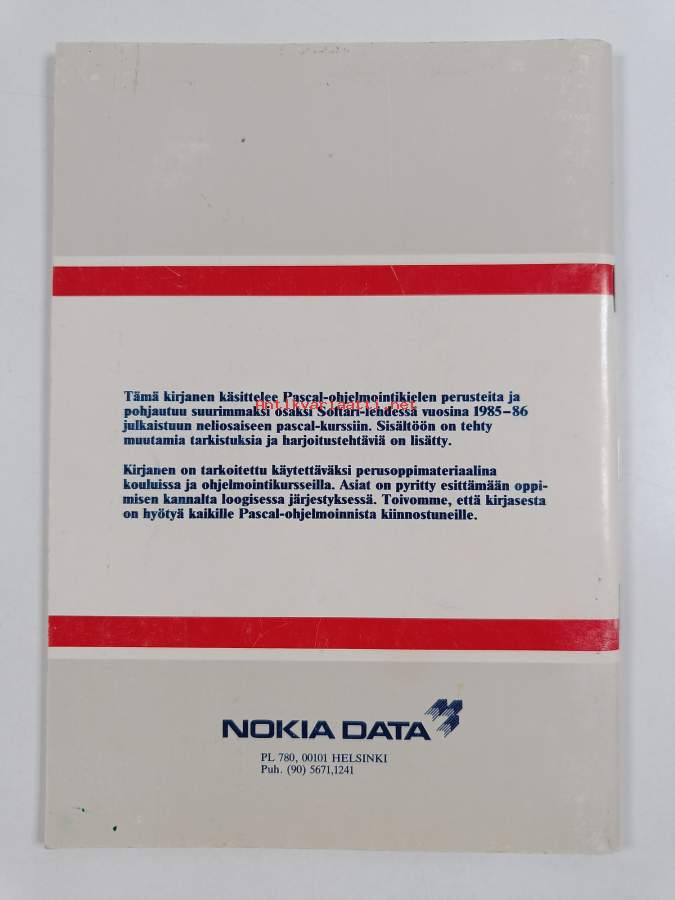 Tämä kirjanen käsittelee Pascal-ohjelmointikielen perusteita ja
Antikvariaatti.net
pohjautuu suurimmaksi osaksi Softari-lehdessä vuosina 1985–86
julkaistuun neliosaiseen pascal-kurssiin. Sisältöön on tehty
muutamia tarkistuksia ja harjoitustehtäviä on lisätty.
Kirjanen on tarkoitettu käytettäväksi perusoppimateriaalina
kouluissa ja ohjelmointikursseilla. Asiat on pyritty esittämään oppi-
misen kannalta loogisessa järjestyksessä. Toivomme, että kirjasesta
on hyötyä kaikille Pascal-ohjelmoinnista kiinnostuneille.
NOKIA DATA
PL 780, 00101 HELSINKI
Puh. (90) 5671,1241